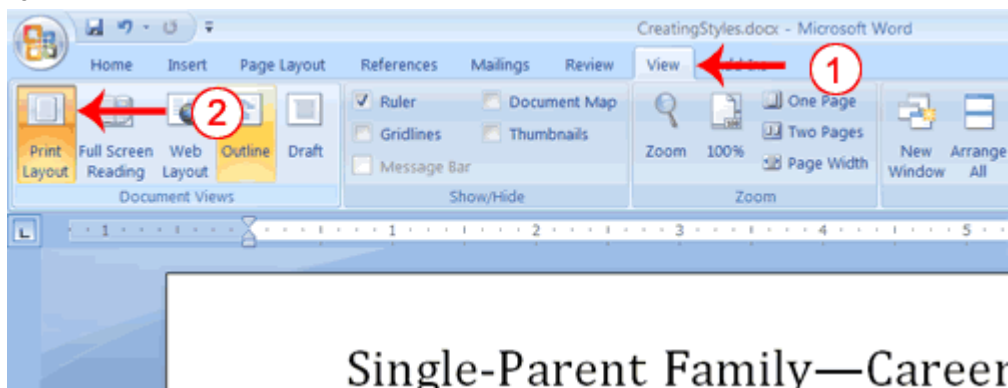 CreatingStyles.docx - Microsoft Word
Home Insert Page Layout References Mailings Review View
1
2
Print Layout
Full Screen Reading
Web Layout
Outline
Draft
Document Views
Ruler
Gridlines
Message Bar
Document Map
Thumbnails
Show/Hide
Zoom
100%
One Page
Two Pages
Page Width
Zoom
New Window
Arrange All
L
1 1 2 3 4 5
Single-Parent Family—Career